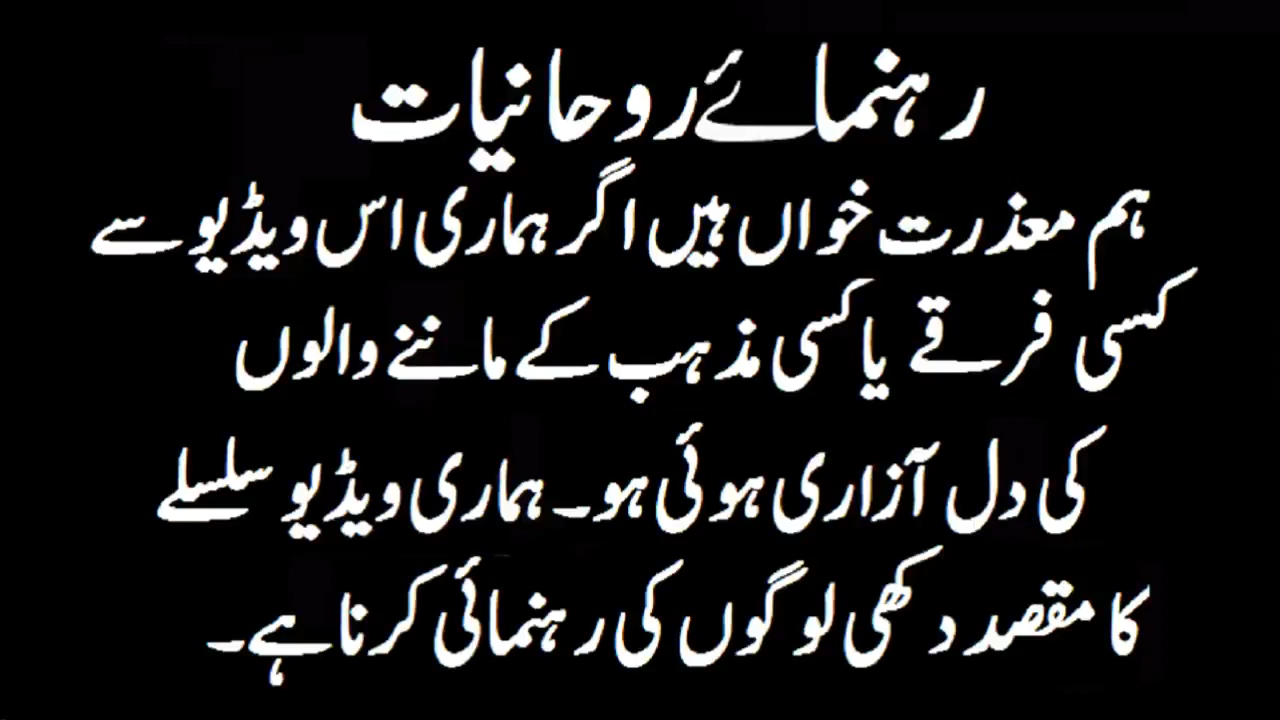 رہنمائے روحانیات
ہم معذرت خواں ہیں اگر ہماری اس ویڈیو سے
کسی فرقے یا کسی مذہب کے ماننے والوں
کی دل آزاری ہوئی ہو۔ ہماری ویڈیو سلسلے
کا مقصد دکھی لوگوں کی رہنمائی کرنا ہے۔